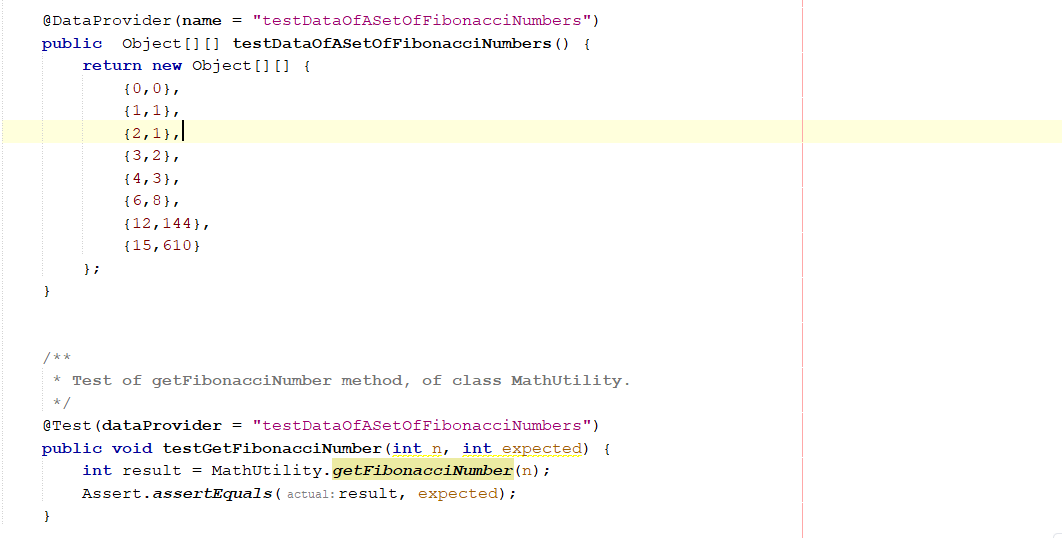 @DataProvider(name = "testDataOfASetOfFibonacciNumbers")
public  Object[][] testDataOfASetOfFibonacciNumbers() {
    return new Object[][] {
        {0,0},
        {1,1},
        {2,1},
        {3,2},
        {4,3},
        {6,8},
        {12,144},
        {15,610}
    };
}
/**
 * Test of getFibonacciNumber method, of class MathUtility.
 */
@Test(dataProvider = "testDataOfASetOfFibonacciNumbers")
public void testGetFibonacciNumber(int n, int expected) {
    int result = MathUtility.getFibonacciNumber(n);
    Assert.assertEquals( actual: result, expected);
}